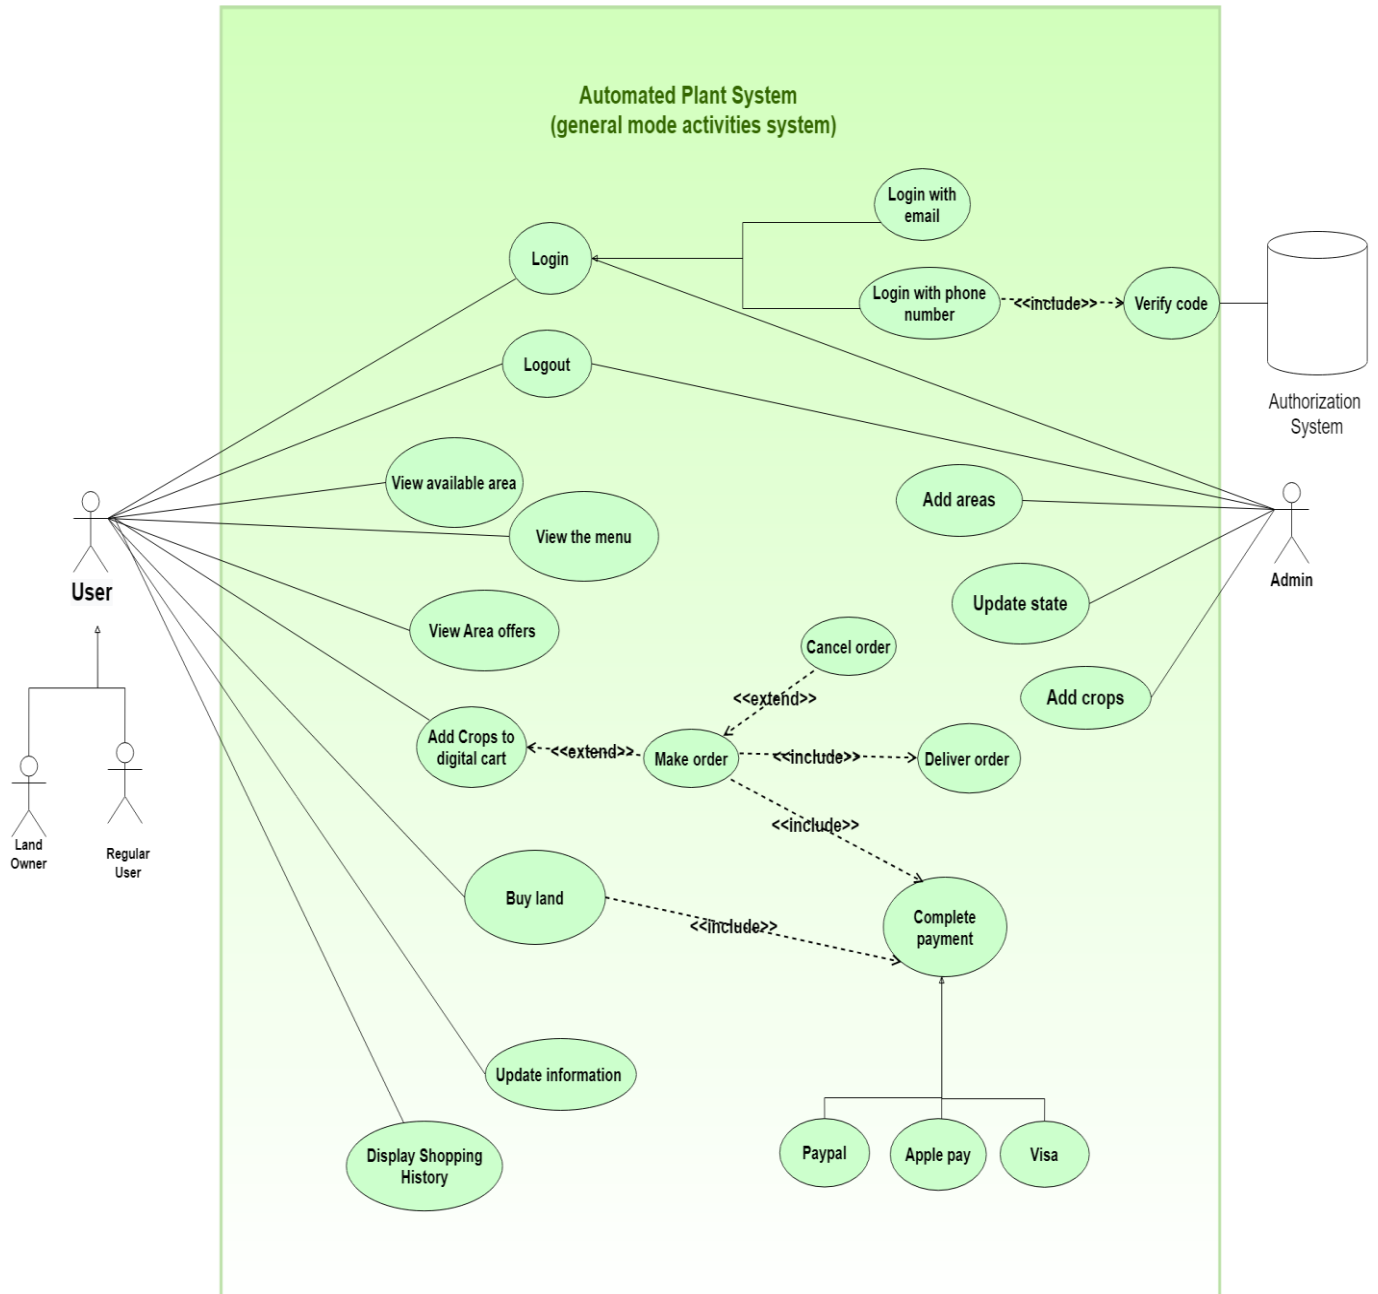 Automated Plant System
(general mode activities system)
Login with
email
Login
Login with phone
number
<<include>>
Verify code
Logout
Authorization
System
View available area
Add areas
View the menu
User
Admin
Update state
View Area offers
Cancel order
<<extend>>
Add crops
Add Crops to
digital cart
<<extend>>
Make order
<<include>>
Deliver order
<<include>>
Land
Owner
Regular
User
Buy land
<<include>>
Complete
payment
Update information
Display Shopping
History
Paypal
Apple pay
Visa